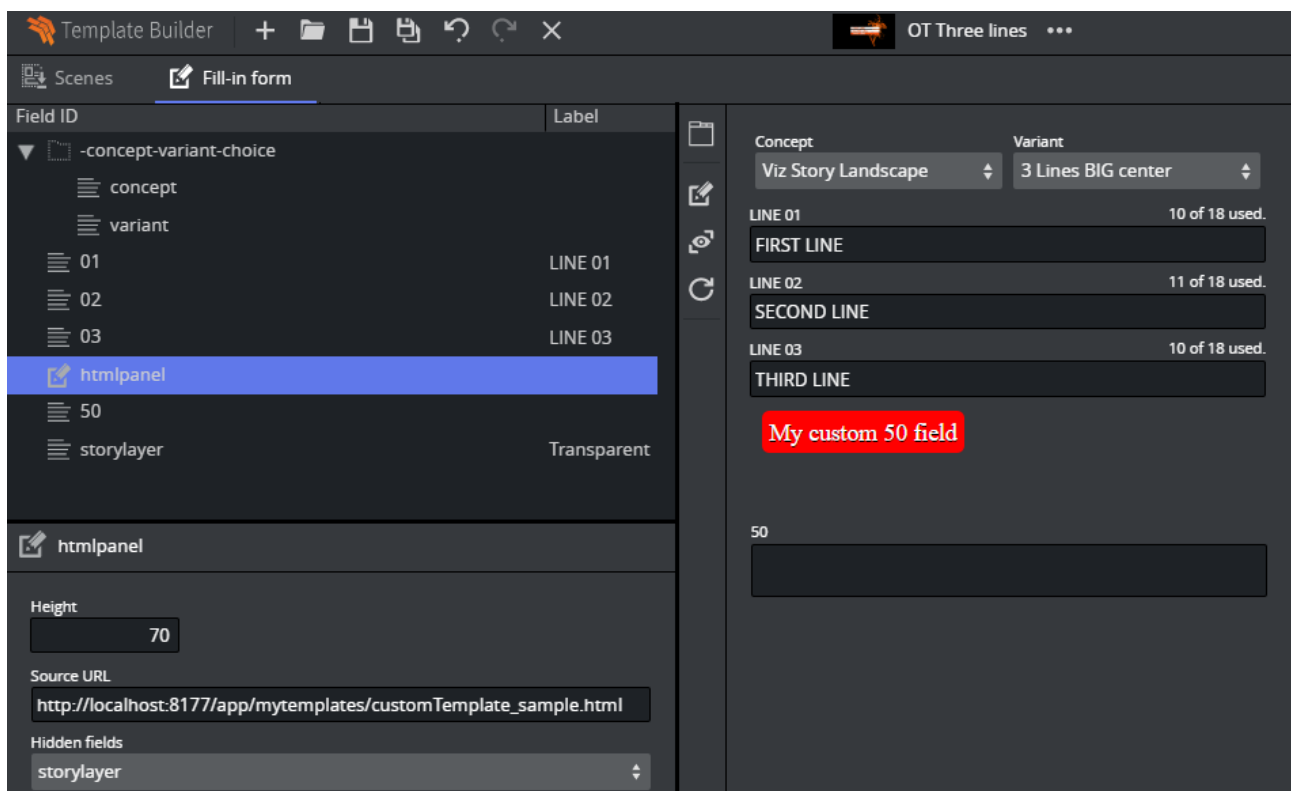 Template Builder
OT Three lines
Scenes
Fill-in form
Field ID
Label
-concept-variant-choice
concept
variant
01
LINE 01
02
LINE 02
03
LINE 03
htmlpanel
50
storylayer
Transparent
htmlpanel
Height
70
Source URL
http://localhost:8177/app/mytemplates/customTemplate_sample.html
Hidden fields
storylayer
Concept
Variant
Viz Story Landscape
3 Lines BIG center
LINE 01
10 of 18 used.
FIRST LINE
LINE 02
11 of 18 used.
SECOND LINE
LINE 03
10 of 18 used.
THIRD LINE
My custom 50 field
50